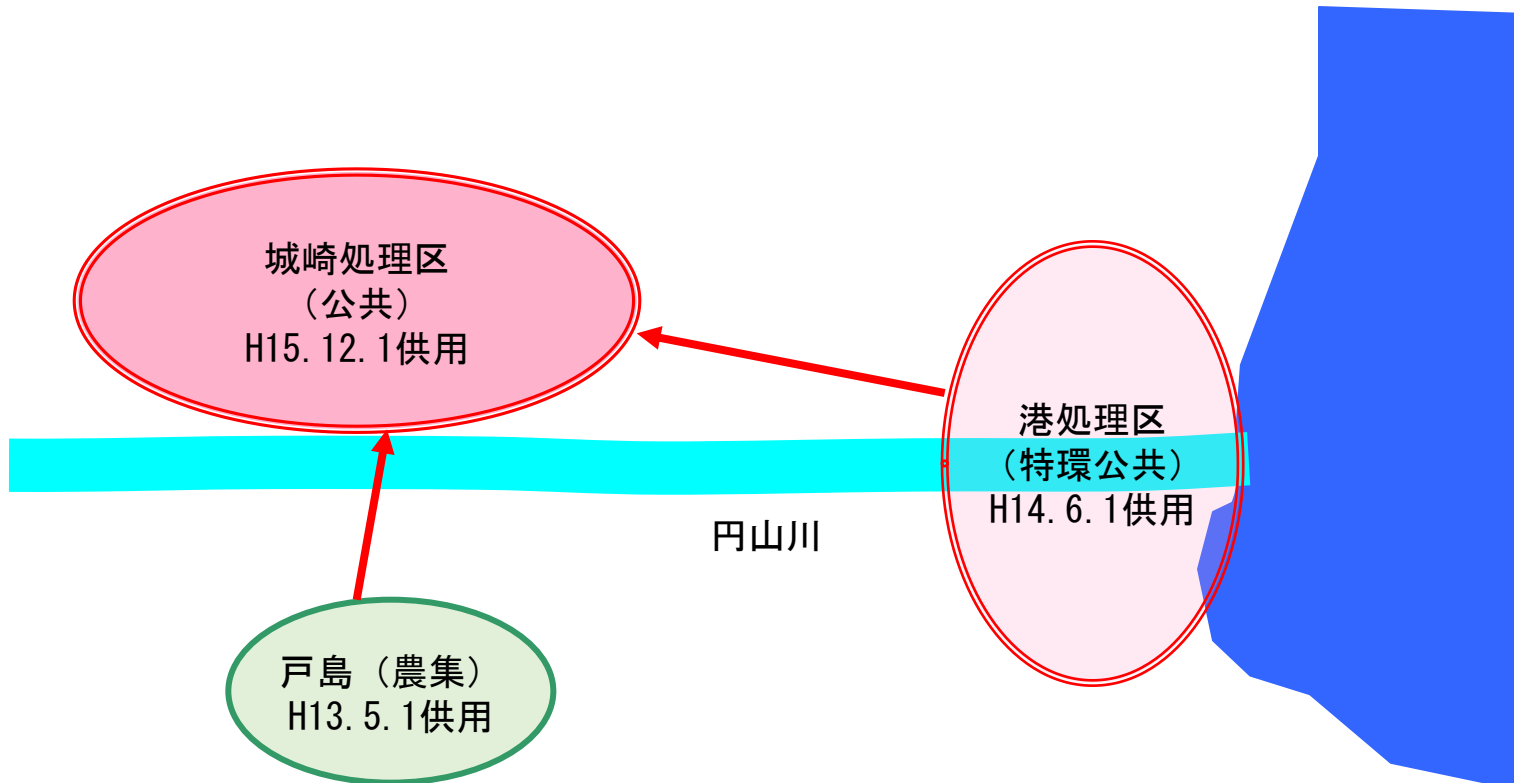 城崎処理区
（公共）
H15.12.1供用
港処理区
（特環公共）
H14.6.1供用
円山川
戸島（農集）
H13.5.1供用